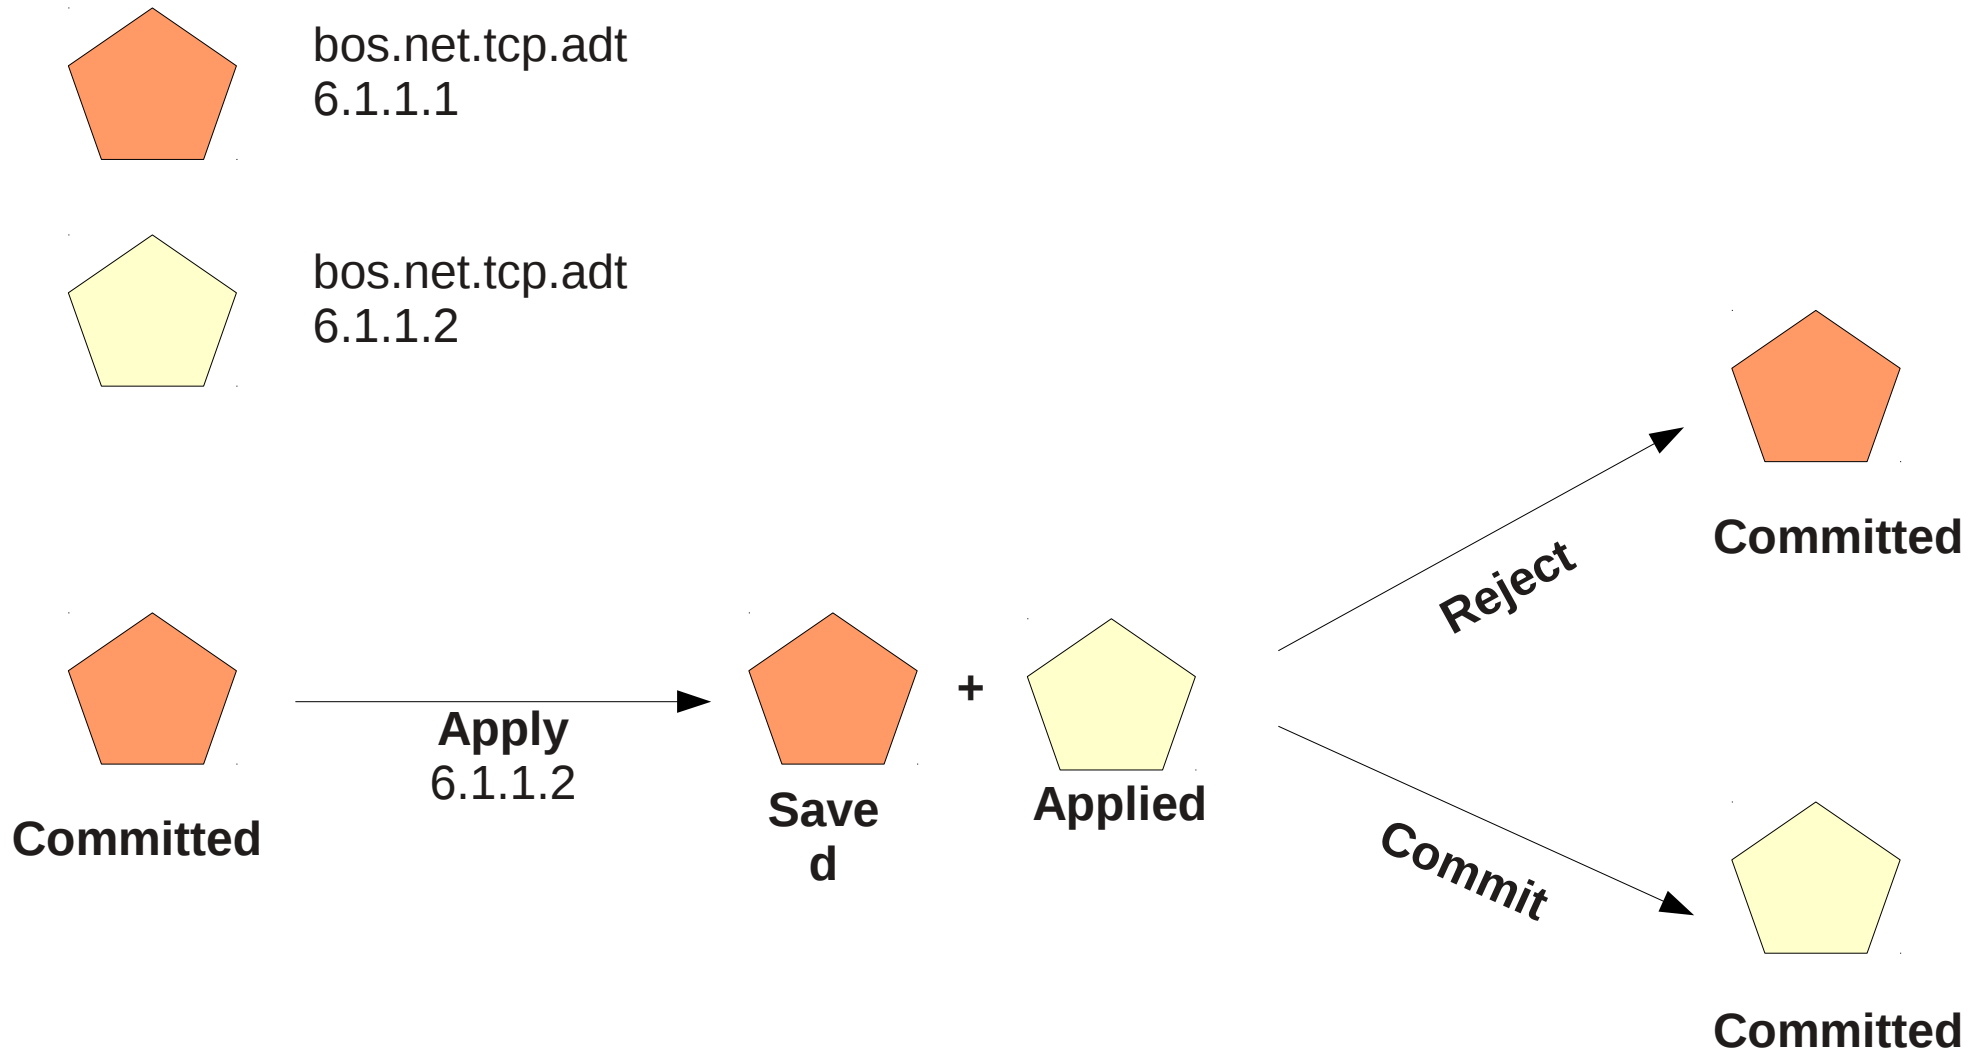 bos.net.tcp.adt
6.1.1.1
bos.net.tcp.adt
6.1.1.2
Committed
Apply
6.1.1.2
Save
d
+
Applied
Reject
Committed
Commit
Committed